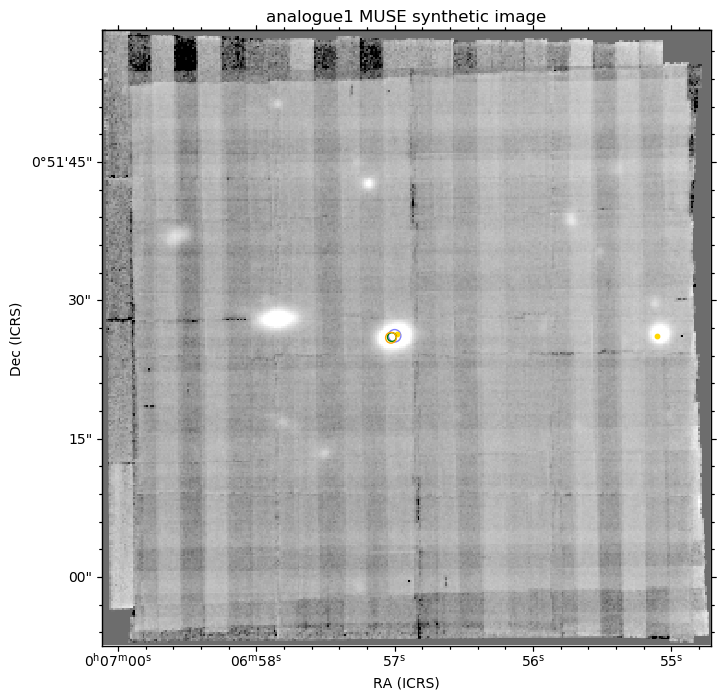 analogue1 MUSE synthetic image
0°51'45"
30"
15"
00"
Dec (ICRS)
0ʰ07ᵐ00ˢ 06ᵐ58ˢ 57ˢ 56ˢ 55ˢ
RA (ICRS)